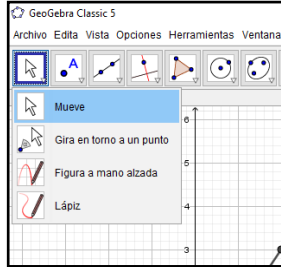 GeoGebra Classic 5
Archivo Edita Vista Opciones Herramientas Ventana
A
Mueve
Gira en torno a un punto
Figura a mano alzada
Lápiz
6
5
4
3